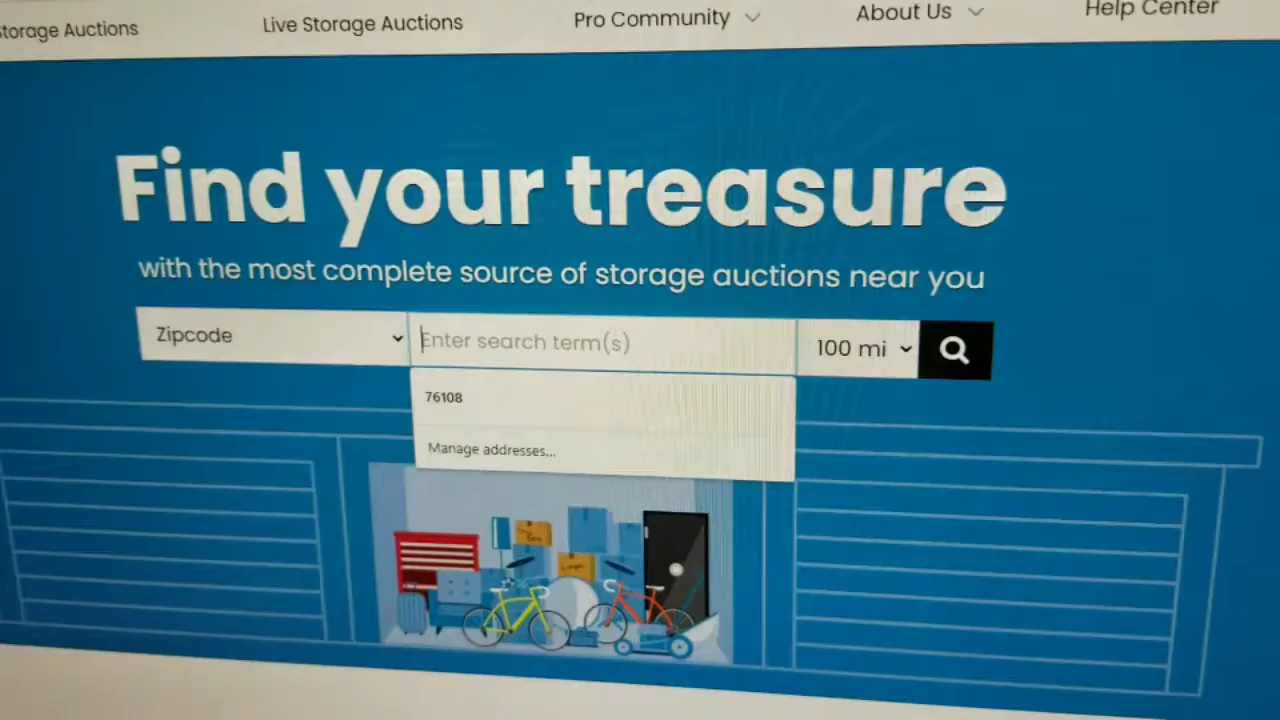 Storage Auctions
Live Storage Auctions
Pro Community
About Us
Help Center
Find your treasure
with the most complete source of storage auctions near you
Zipcode
Enter search term(s)
100 mi
76108
Manage addresses...